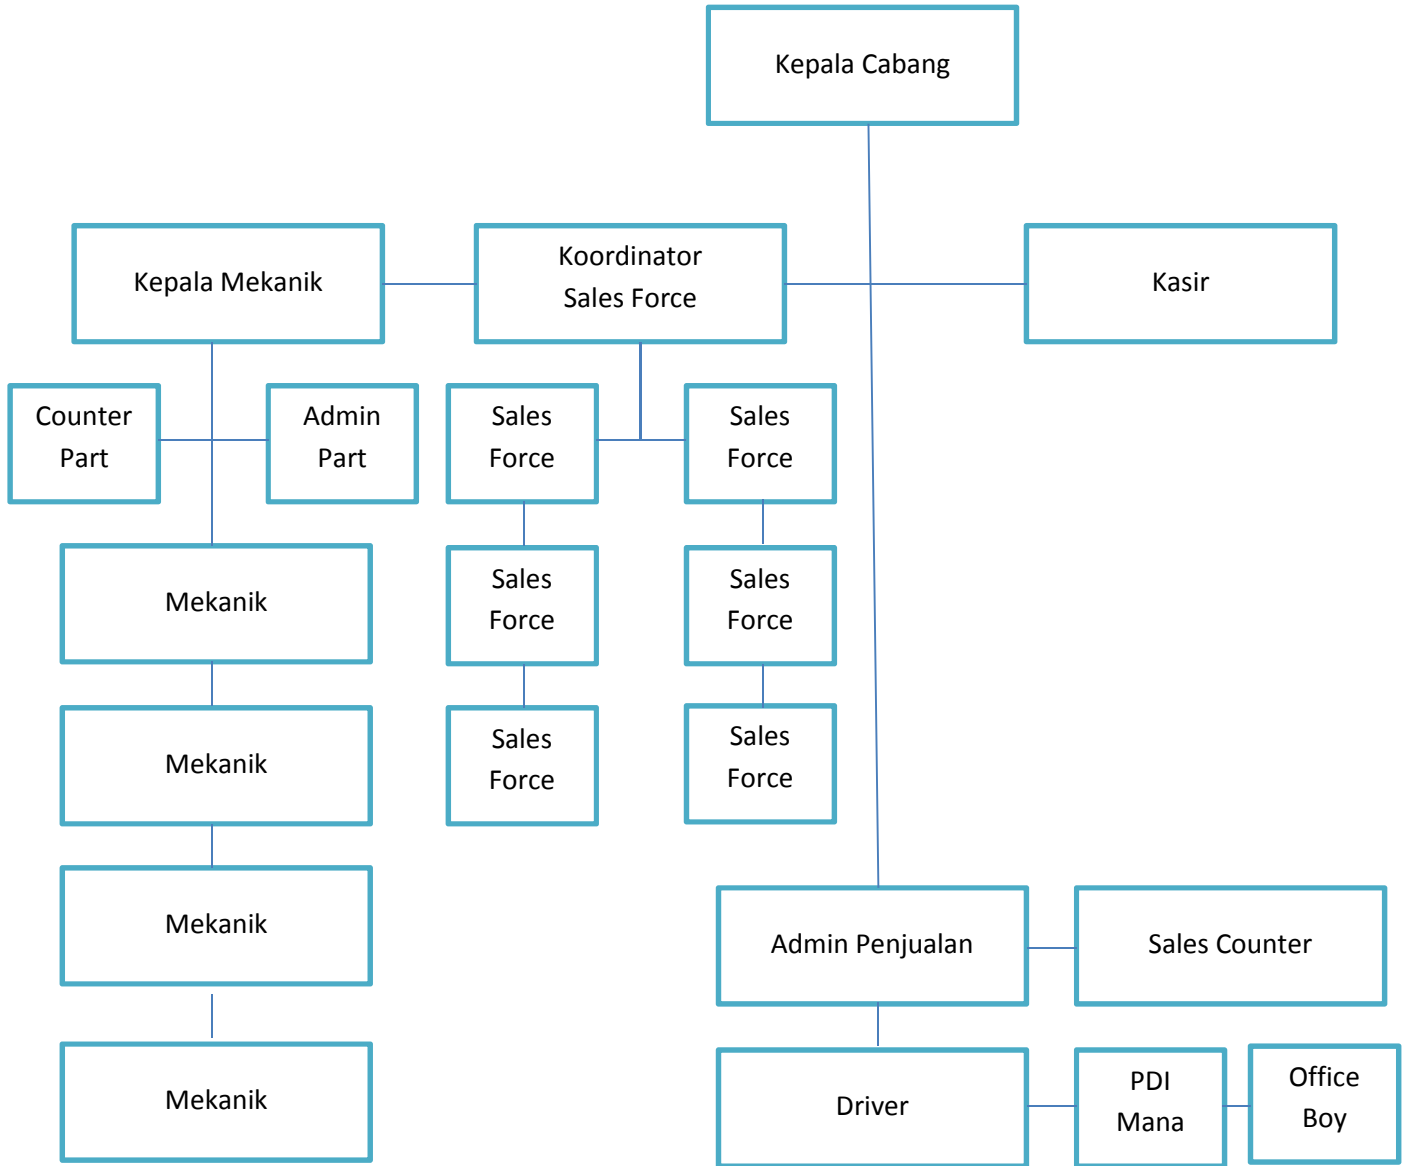 Kepala Cabang
Kepala Mekanik
Koordinator
Sales Force
Kasir
Counter
Part
Admin
Part
Sales
Force
Sales
Force
Mekanik
Sales
Force
Sales
Force
Mekanik
Sales
Force
Sales
Force
Mekanik
Admin Penjualan
Sales Counter
Mekanik
Driver
PDI
Mana
Office
Boy